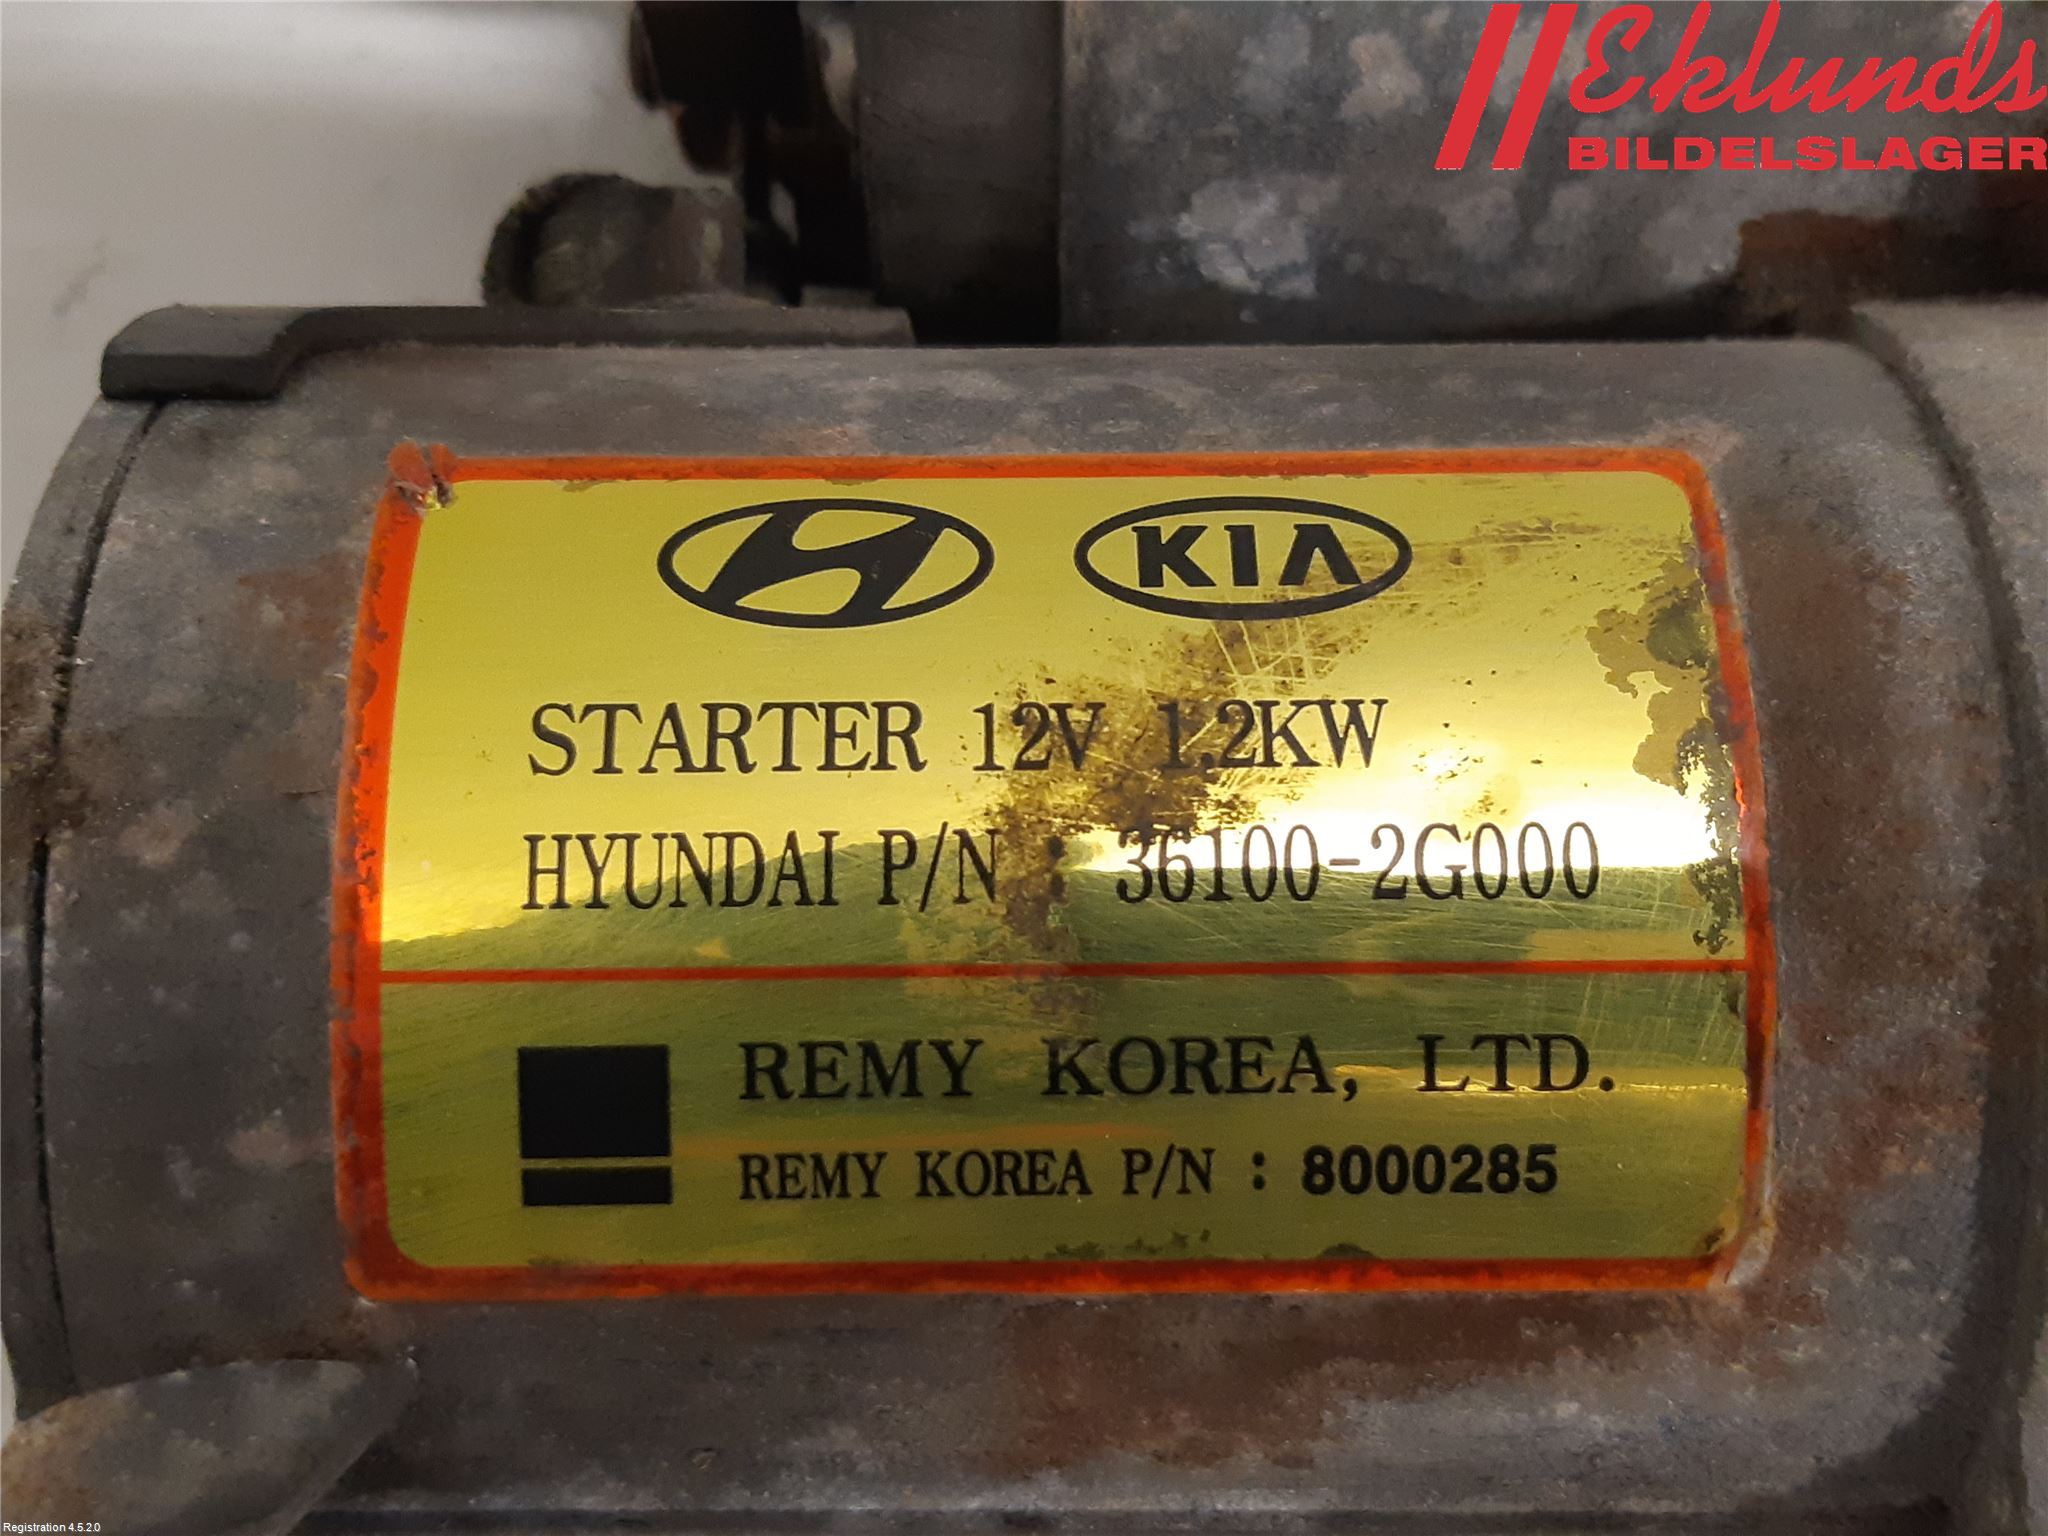 Eklunds
BILDELSLAGER
KIA
STARTER 12V 1.2KW
HYUNDAI P/N : 36100-2G000
REMY KOREA, LTD.
REMY KOREA P/N : 8000285
Registration 4.5.2.0